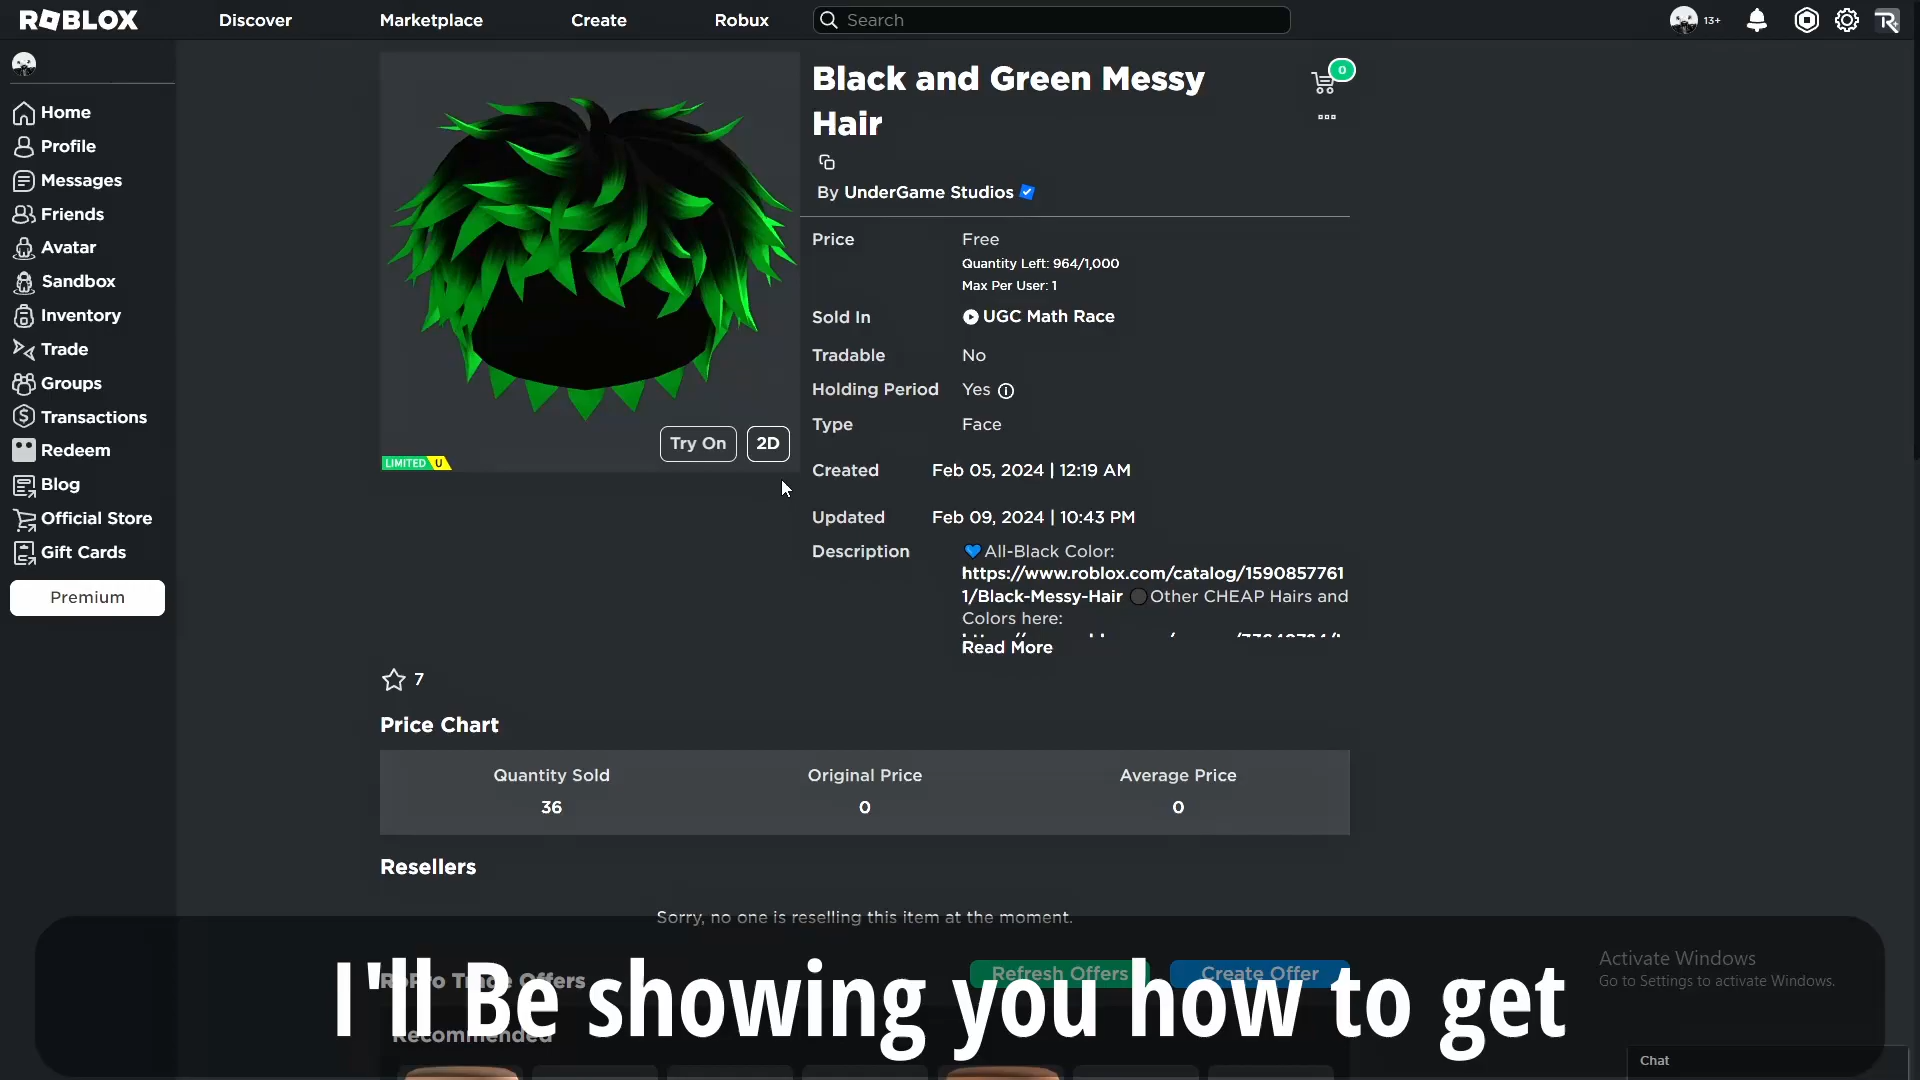 ROBLOX
Discover
Marketplace
Create
Robux
Search
13+
Home
Profile
Messages
Friends
Avatar
Sandbox
Inventory
Trade
Groups
Transactions
Redeem
Blog
Official Store
Gift Cards
Premium
Try On
2D
LIMITED U
Black and Green Messy
Hair
0
By UnderGame Studios
Price
Free
Quantity Left: 964/1,000
Max Per User: 1
Sold In
UGC Math Race
Tradable
No
Holding Period
Yes
Type
Face
Created
Feb 05, 2024 | 12:19 AM
Updated
Feb 09, 2024 | 10:43 PM
Description
💙All-Black Color:
https://www.roblox.com/catalog/1590857761
1/Black-Messy-Hair ⚫Other CHEAP Hairs and
Colors here:
Read More
7
Price Chart
Quantity Sold
Original Price
Average Price
36
0
0
Resellers
Sorry, no one is reselling this item at the moment.
RoPro Trade Offers
Refresh Offers
Create Offer
Recommended
I'll Be showing you how to get
Activate Windows
Go to Settings to activate Windows.
Chat